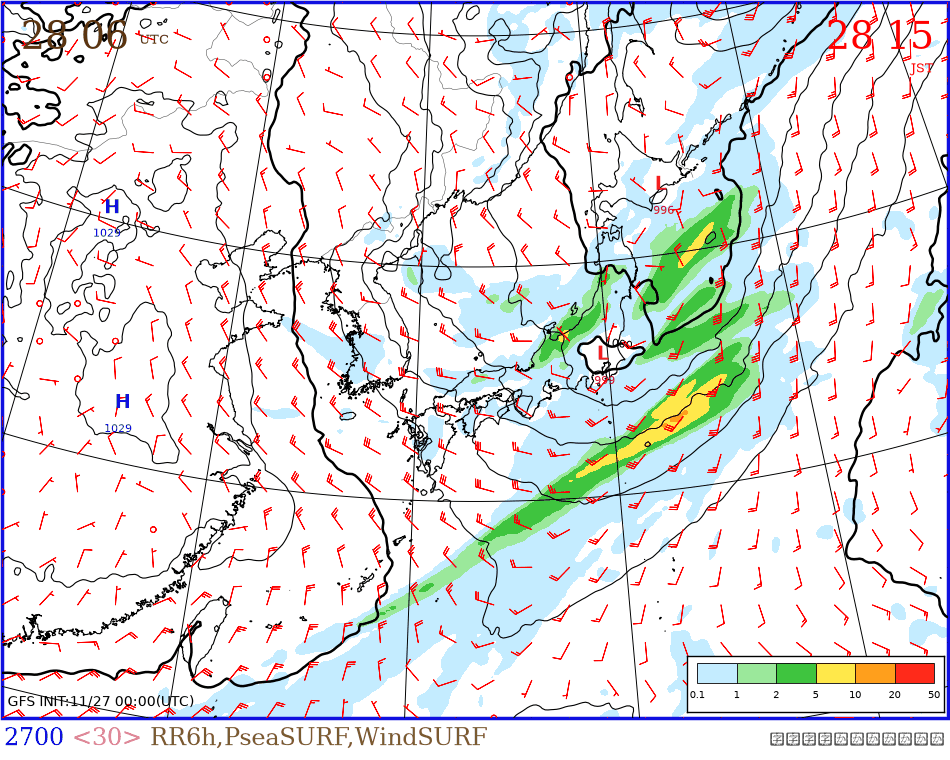 28 06 UTC
28 15
JST
H
1029
L
996
L
999
H
1029
0.1 1 2 5 10 20 50
GFS INIT:11/27 00:00(UTC)
2700 <30> RR6h,PseaSURF,WindSURF